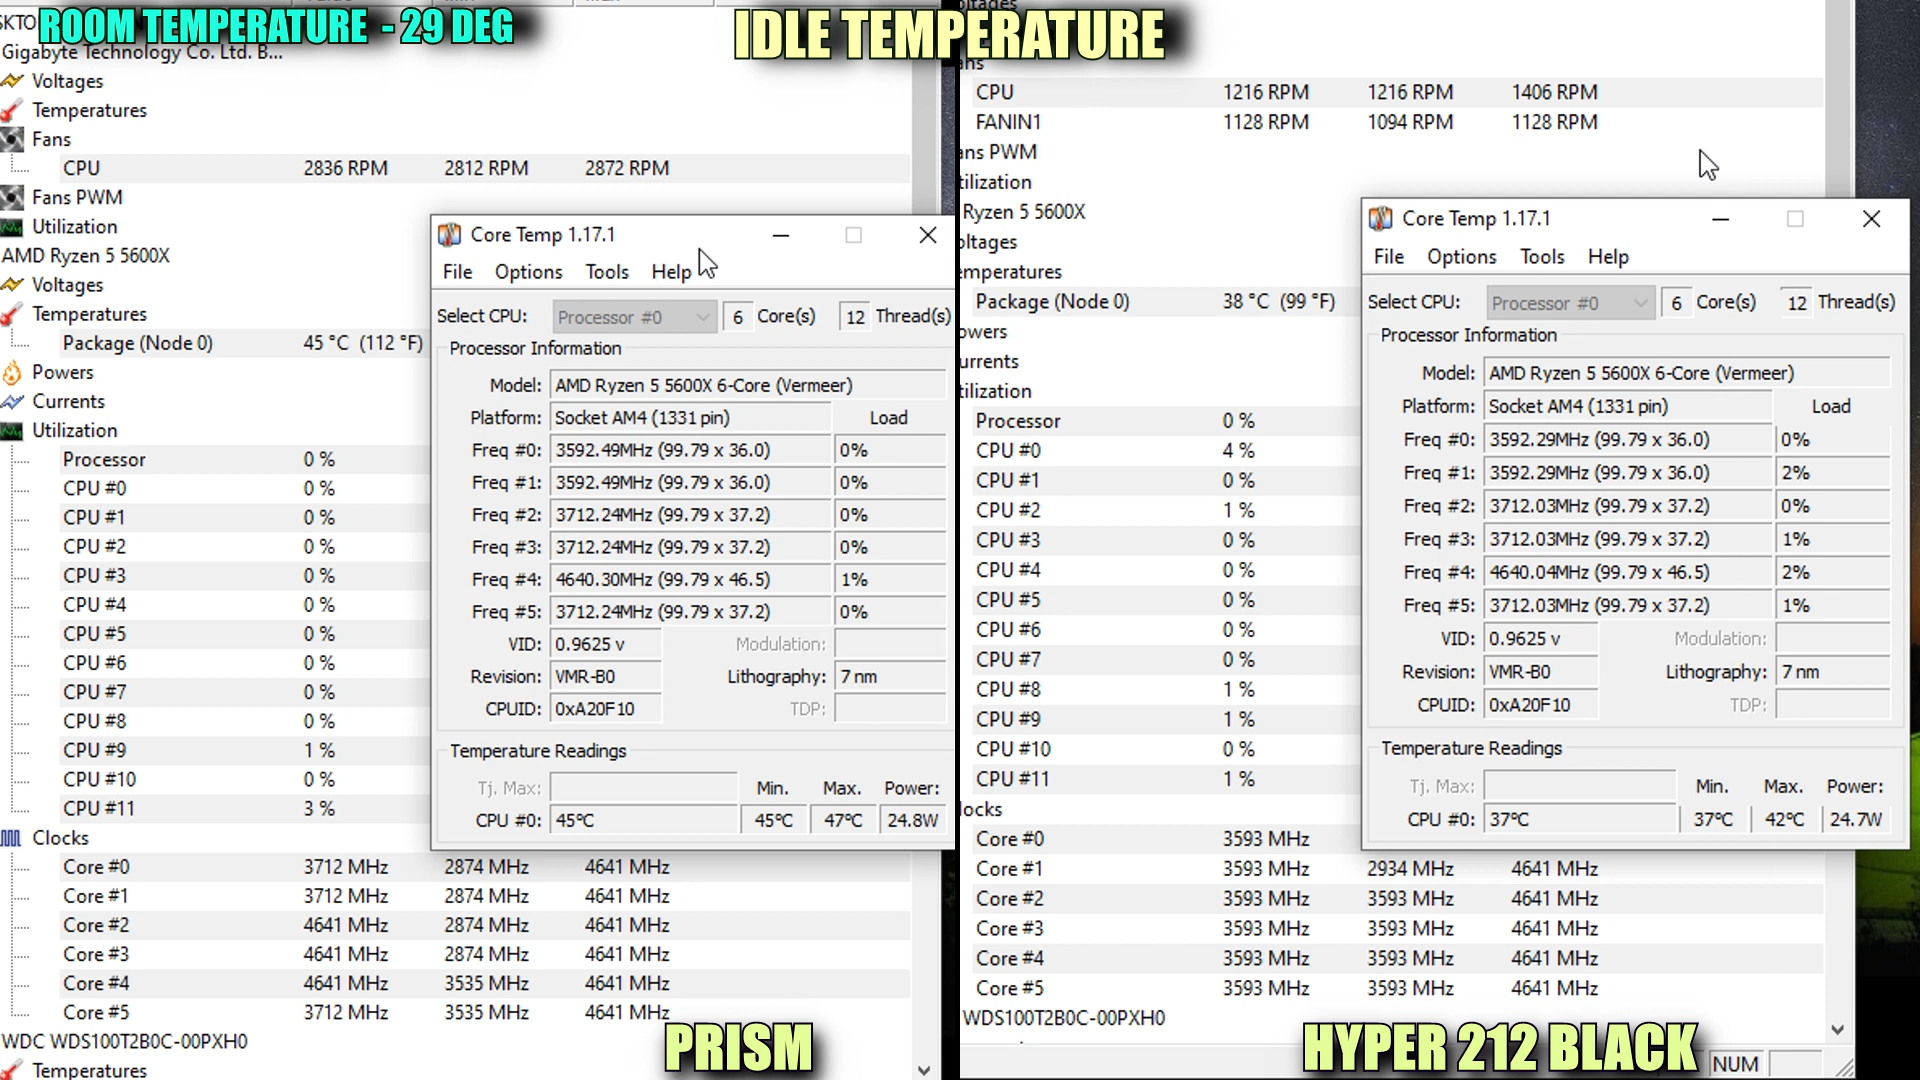 ROOM TEMPERATURE - 29 DEG
IDLE TEMPERATURE
Gigabyte Technology Co. Ltd. B...
Voltages
Temperatures
Fans
CPU 2836 RPM 2812 RPM 2872 RPM
Fans PWM
Utilization
AMD Ryzen 5 5600X
Voltages
Temperatures
Package (Node 0) 45 °C (112 °F)
Powers
Currents
Utilization
Processor 0 %
CPU #0 0 %
CPU #1 0 %
CPU #2 0 %
CPU #3 0 %
CPU #4 0 %
CPU #5 0 %
CPU #6 0 %
CPU #7 0 %
CPU #8 0 %
CPU #9 1 %
CPU #10 0 %
CPU #11 3 %
Clocks
Core #0 3712 MHz 2874 MHz 4641 MHz
Core #1 3712 MHz 2874 MHz 4641 MHz
Core #2 4641 MHz 2874 MHz 4641 MHz
Core #3 4641 MHz 2874 MHz 4641 MHz
Core #4 4641 MHz 3535 MHz 4641 MHz
Core #5 3712 MHz 3535 MHz 4641 MHz
WDC WDS100T2B0C-00PXH0
Temperatures
Core Temp 1.17.1
File Options Tools Help
Select CPU: Processor #0 6 Core(s) 12 Thread(s)
Processor Information
Model: AMD Ryzen 5 5600X 6-Core (Vermeer)
Platform: Socket AM4 (1331 pin) Load
Freq #0: 3592.49MHz (99.79 x 36.0) 0%
Freq #1: 3592.49MHz (99.79 x 36.0) 0%
Freq #2: 3712.24MHz (99.79 x 37.2) 0%
Freq #3: 3712.24MHz (99.79 x 37.2) 0%
Freq #4: 4640.30MHz (99.79 x 46.5) 1%
Freq #5: 3712.24MHz (99.79 x 37.2) 0%
VID: 0.9625 v Modulation:
Revision: VMR-B0 Lithography: 7 nm
CPUID: 0xA20F10 TDP:
Temperature Readings
Tj. Max: Min. Max. Power:
CPU #0: 45°C 45°C 47°C 24.8W
PRISM
CPU 1216 RPM 1216 RPM 1406 RPM
FANIN1 1128 RPM 1094 RPM 1128 RPM
ans PWM
tilization
Ryzen 5 5600X
oltages
emperatures
Package (Node 0) 38 °C (99 °F)
owers
urrents
tilization
Processor 0 %
CPU #0 4 %
CPU #1 0 %
CPU #2 1 %
CPU #3 0 %
CPU #4 0 %
CPU #5 0 %
CPU #6 0 %
CPU #7 0 %
CPU #8 1 %
CPU #9 1 %
CPU #10 0 %
CPU #11 1 %
locks
Core #0 3593 MHz
Core #1 3593 MHz 2934 MHz 4641 MHz
Core #2 3593 MHz 3593 MHz 4641 MHz
Core #3 3593 MHz 3593 MHz 4641 MHz
Core #4 3593 MHz 3593 MHz 4641 MHz
Core #5 3593 MHz 3593 MHz 4641 MHz
WDS100T2B0C-00PXH0
Core Temp 1.17.1
File Options Tools Help
Select CPU: Processor #0 6 Core(s) 12 Thread(s)
Processor Information
Model: AMD Ryzen 5 5600X 6-Core (Vermeer)
Platform: Socket AM4 (1331 pin) Load
Freq #0: 3592.29MHz (99.79 x 36.0) 0%
Freq #1: 3592.29MHz (99.79 x 36.0) 2%
Freq #2: 3712.03MHz (99.79 x 37.2) 0%
Freq #3: 3712.03MHz (99.79 x 37.2) 1%
Freq #4: 4640.04MHz (99.79 x 46.5) 2%
Freq #5: 3712.03MHz (99.79 x 37.2) 1%
VID: 0.9625 v Modulation:
Revision: VMR-B0 Lithography: 7 nm
CPUID: 0xA20F10 TDP:
Temperature Readings
Tj. Max: Min. Max. Power:
CPU #0: 37°C 37°C 42°C 24.7W
HYPER 212 BLACK
NUM